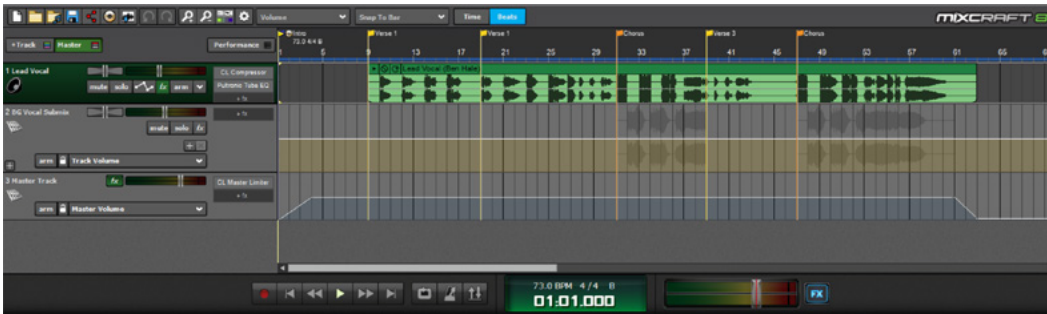 Volume Snap To Bar Time Beats MIXCRAFT 8
+Track Master Performance
Intro Verse 1 Verse 1 Chorus Verse 3 Chorus
73.0 4/4 B
1 5 9 13 17 21 25 29 33 37 41 45 49 53 57 61 65
1 Lead Vocal CL Compressor Lead Vocal (Ben Hale)
mute solo fx arm Pultronic Tube EQ
+ fx
2 BG Vocal Submix + fx
mute solo fx
arm Track Volume
3 Master Track fx CL Master Limiter
+ fx
arm Master Volume
73.0 BPM 4/4 B
01:01.000
FX